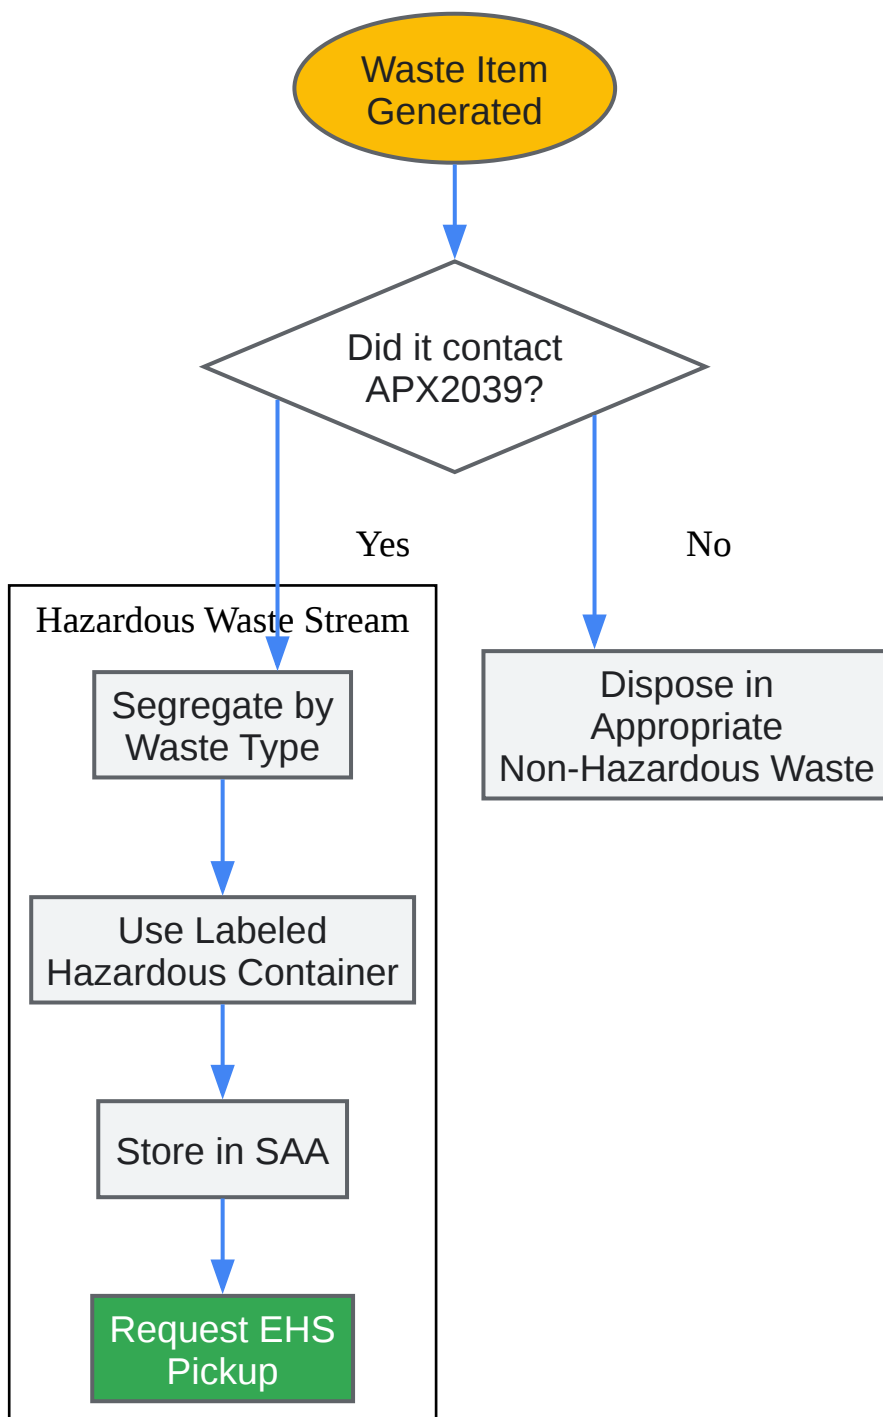 Waste Item
Generated
Did it contact
APX2039?
Yes
No
Hazardous Waste Stream
Segregate by
Waste Type
Dispose in
Appropriate
Non-Hazardous Waste
Use Labeled
Hazardous Container
Store in SAA
Request EHS
Pickup